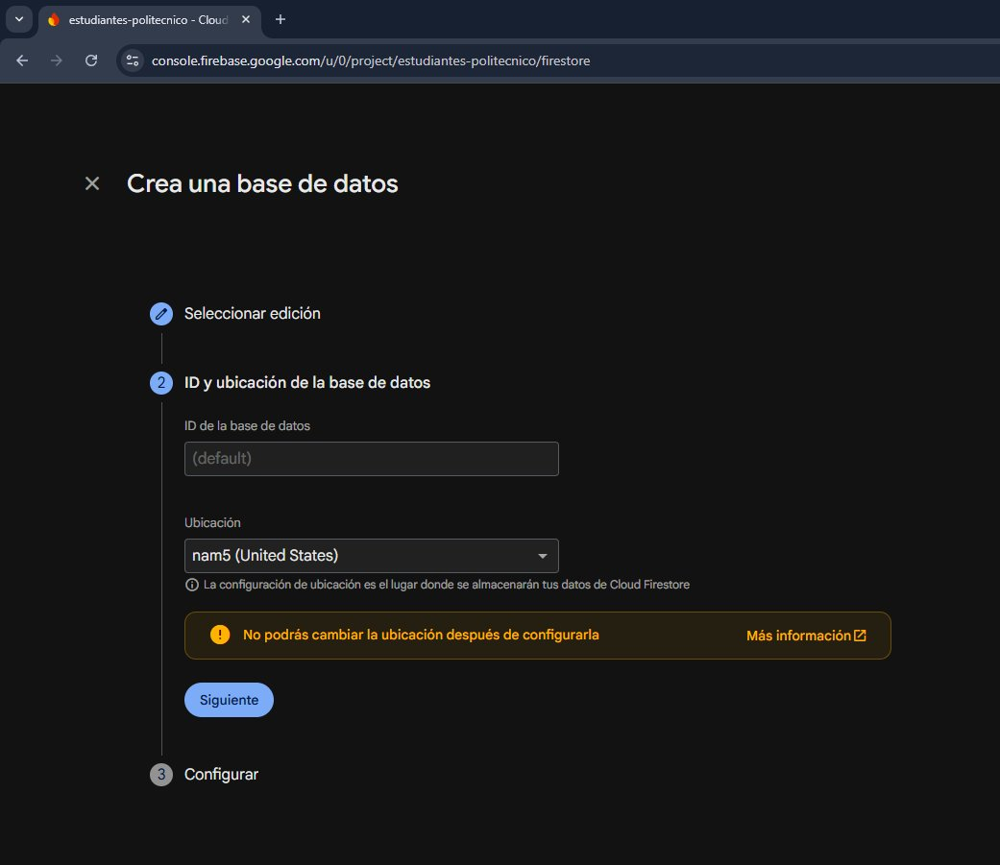 estudiantes-politecnico - Cloud
console.firebase.google.com/u/0/project/estudiantes-politecnico/firestore
Crea una base de datos
Seleccionar edición
2 ID y ubicación de la base de datos
ID de la base de datos
(default)
Ubicación
nam5 (United States)
La configuración de ubicación es el lugar donde se almacenarán tus datos de Cloud Firestore
No podrás cambiar la ubicación después de configurarla Más información
Siguiente
3 Configurar